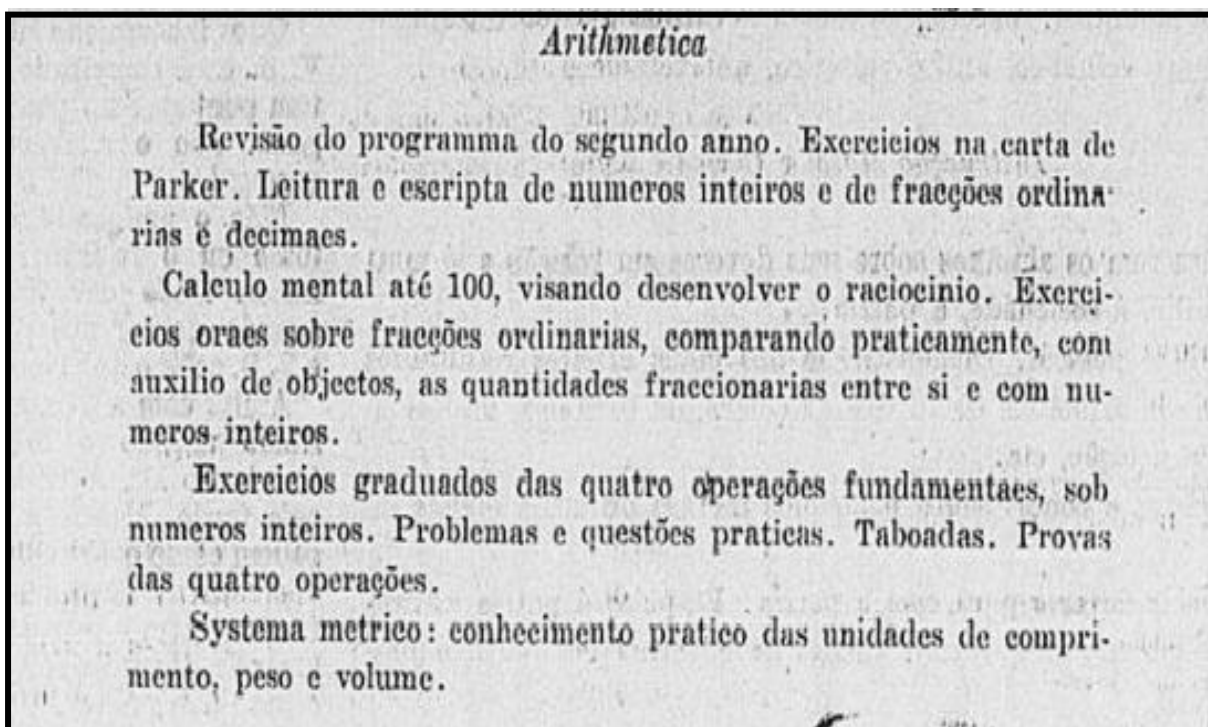 Arithmetica
Revisão do programma do segundo anno. Exercicios na carta de
Parker. Leitura e escripta de numeros inteiros e de fracções ordina-
rias e decimaes.
Calculo mental até 100, visando desenvolver o raciocinio. Exerci-
cios oraes sobre fracções ordinarias, comparando praticamente, com
auxilio de objectos, as quantidades fraccionarias entre si e com nu-
meros inteiros.
Exercicios graduados das quatro operações fundamentaes, sob
numeros inteiros. Problemas e questões praticas. Taboadas. Provas
das quatro operações.
Systema metrico: conhecimento pratico das unidades de compri-
mento, peso e volume.